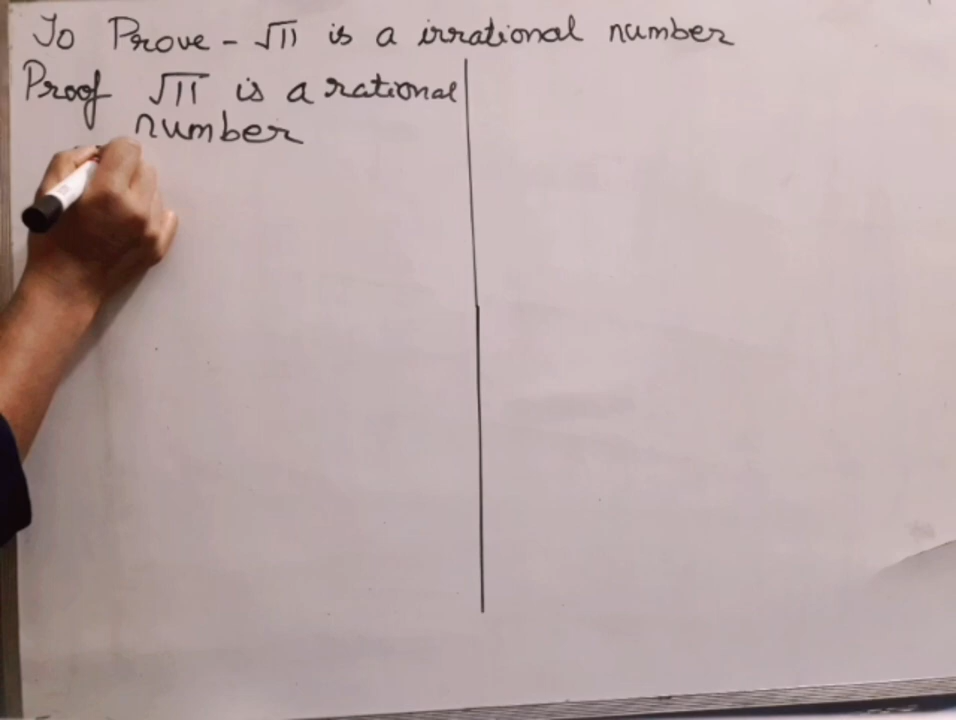 To Prove - √11 is a irrational number
Proof √11 is a rational
number